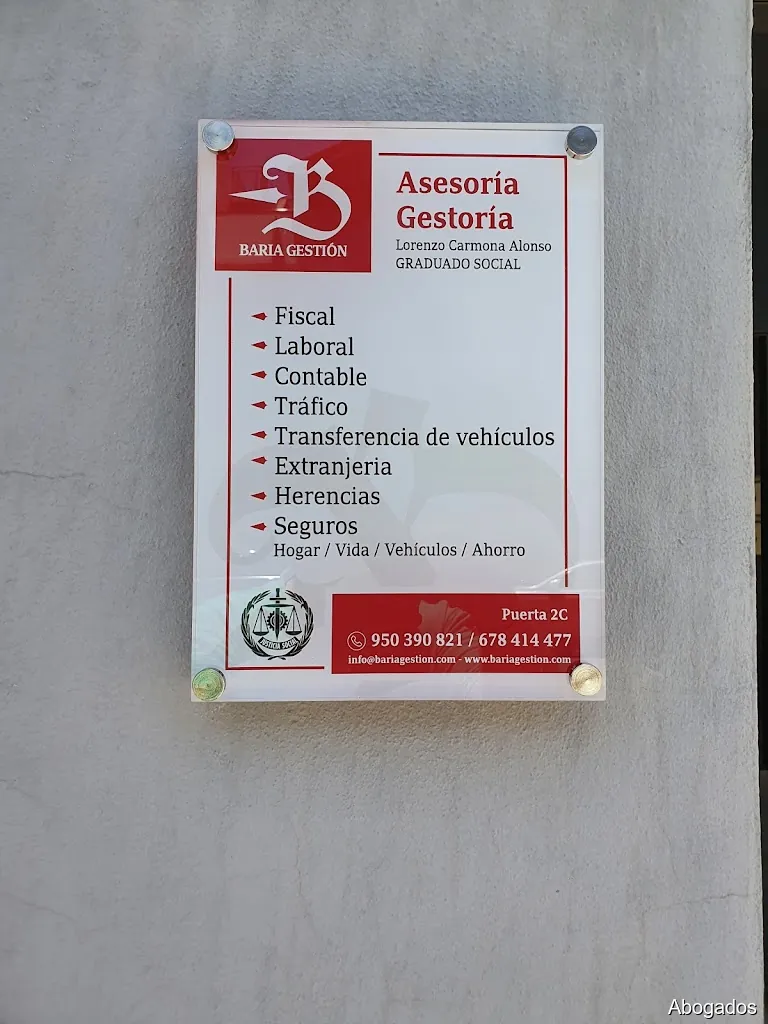 B
BARIA GESTIÓN
Asesoría
Gestoría
Lorenzo Carmona Alonso
GRADUADO SOCIAL
Fiscal
Laboral
Contable
Tráfico
Transferencia de vehículos
Extranjeria
Herencias
Seguros
Hogar / Vida / Vehículos / Ahorro
JUSTICIA SOCIAL
Puerta 2C
950 390 821 / 678 414 477
info@bariagestion.com - www.bariagestion.com
Abogados